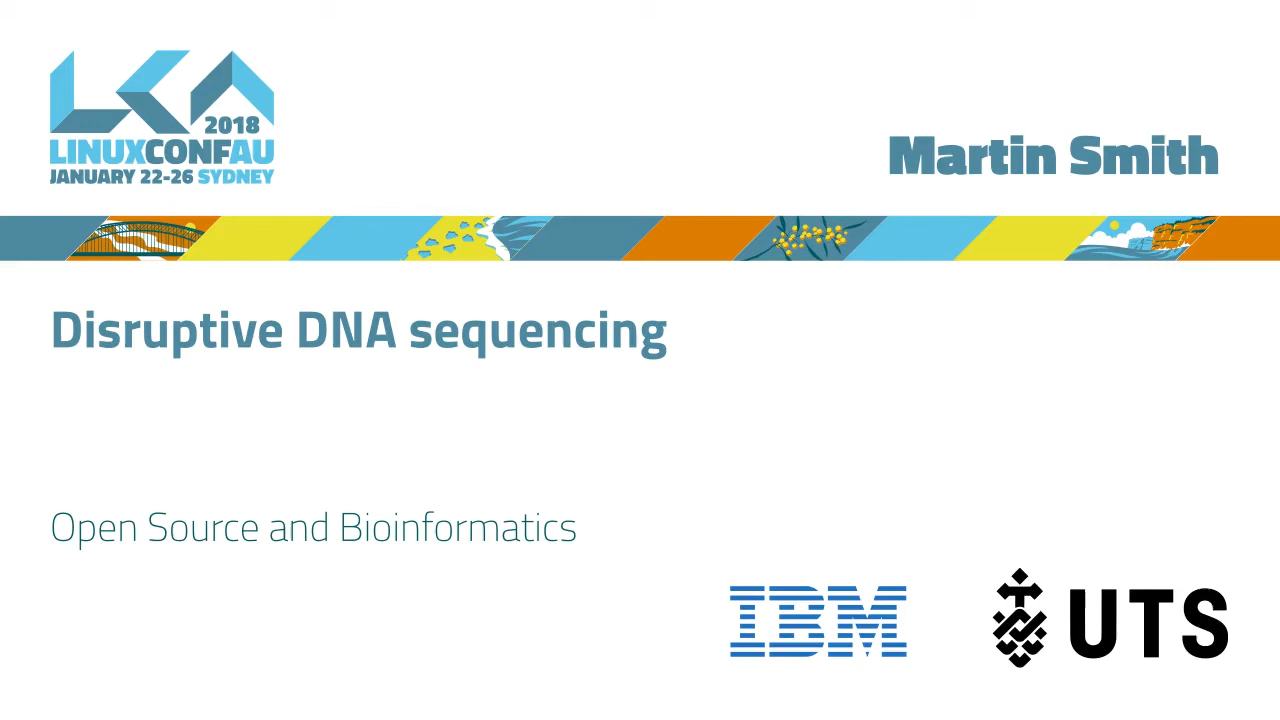 2018
LINUXCONFAU
JANUARY 22-26 SYDNEY
Martin Smith
Disruptive DNA sequencing
Open Source and Bioinformatics
IBM
UTS